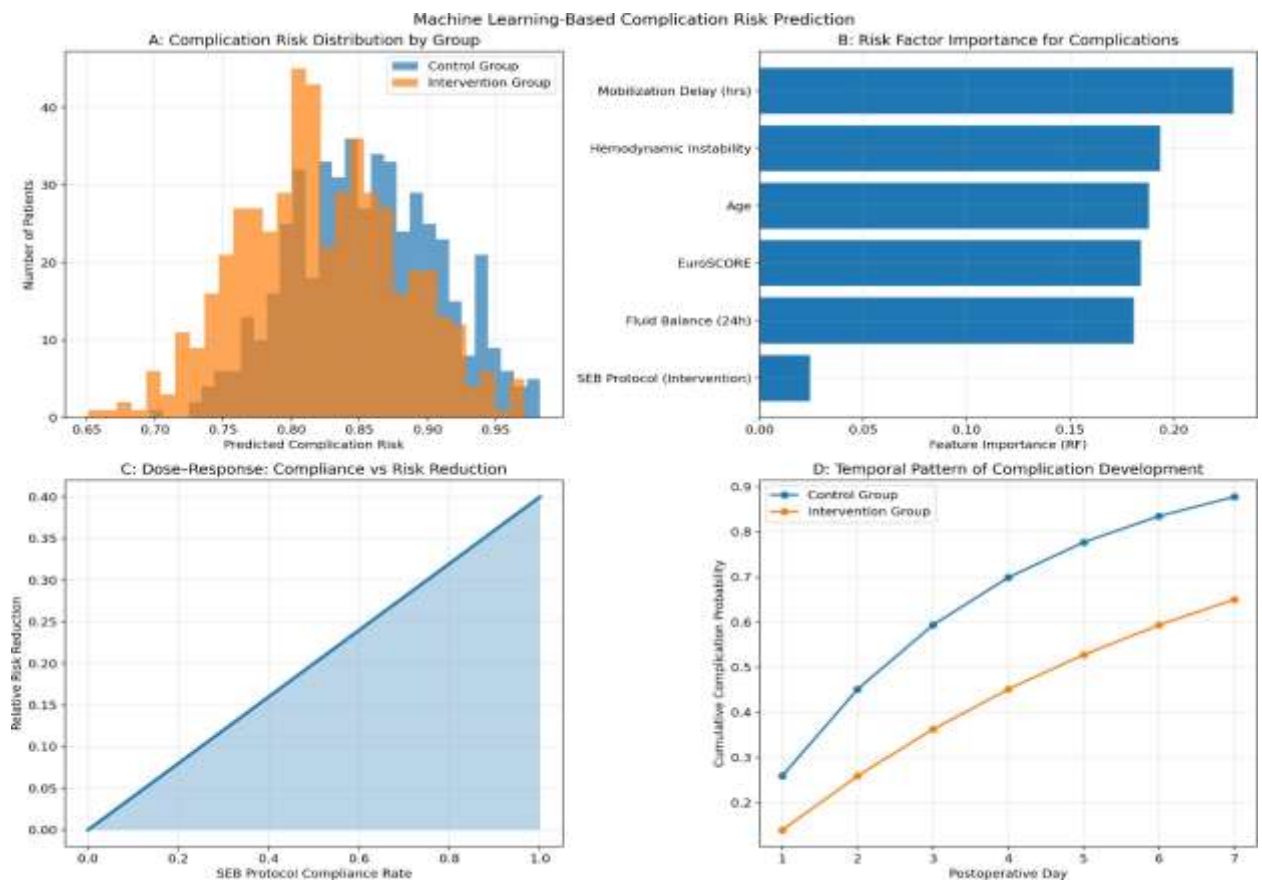 Machine Learning-Based Complication Risk Prediction
A: Complication Risk Distribution by Group
Control Group
Intervention Group
40
30
20
10
0
Number of Patients
0.65 0.70 0.75 0.80 0.85 0.90 0.95
Predicted Complication Risk
B: Risk Factor Importance for Complications
Mobilization Delay (hrs)
Hemodynamic Instability
Age
EuroSCORE
Fluid Balance (24h)
SEB Protocol (Intervention)
0.00 0.05 0.10 0.15 0.20
Feature Importance (RF)
C: Dose-Response: Compliance vs Risk Reduction
0.40
0.35
0.30
0.25
0.20
0.15
0.10
0.05
0.00
Relative Risk Reduction
0.0 0.2 0.4 0.6 0.8 1.0
SEB Protocol Compliance Rate
D: Temporal Pattern of Complication Development
Control Group
Intervention Group
0.9
0.8
0.7
0.6
0.5
0.4
0.3
0.2
Cumulative Complication Probability
1 2 3 4 5 6 7
Postoperative Day